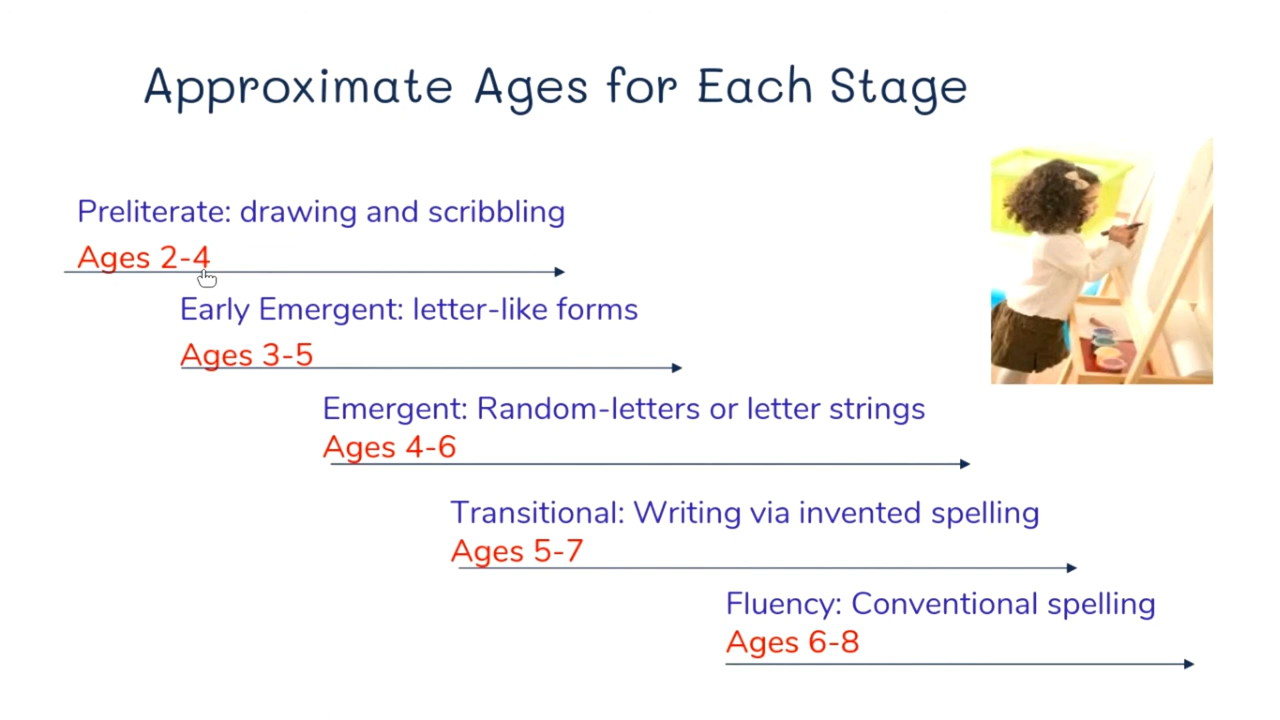 Approximate Ages for Each Stage
Preliterate: drawing and scribbling
Ages 2-4
Early Emergent: letter-like forms
Ages 3-5
Emergent: Random-letters or letter strings
Ages 4-6
Transitional: Writing via invented spelling
Ages 5-7
Fluency: Conventional spelling
Ages 6-8